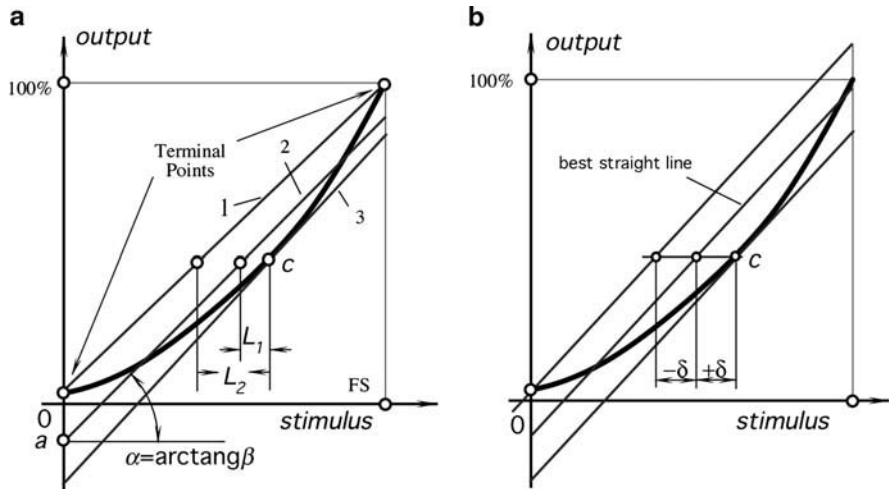 a
output
100%
Terminal
Points
1
2
3
c
L1
L2
FS
0
stimulus
a
α=arctangβ
b
output
100%
best straight line
c
-δ
+δ
0
stimulus